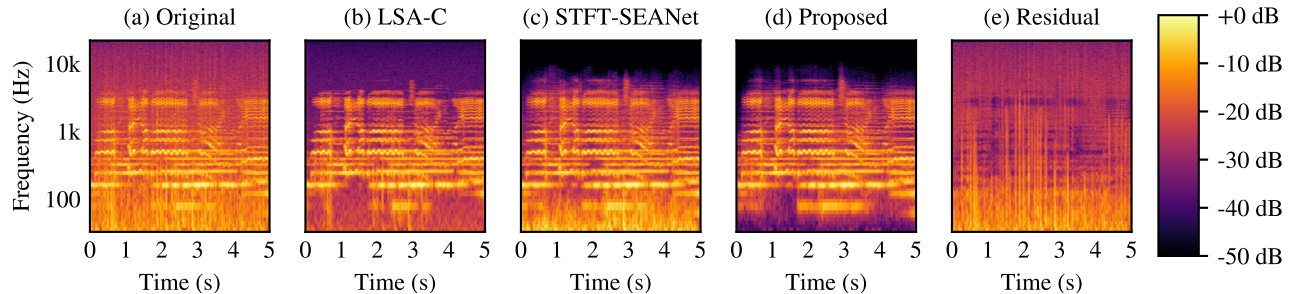 (a) Original (b) LSA-C (c) STFT-SEANet (d) Proposed (e) Residual
+0 dB
10k
-10 dB
Frequency (Hz)
1k
-20 dB
-30 dB
100
-40 dB
-50 dB
0 1 2 3 4 5 0 1 2 3 4 5 0 1 2 3 4 5 0 1 2 3 4 5 0 1 2 3 4 5
Time (s) Time (s) Time (s) Time (s) Time (s)